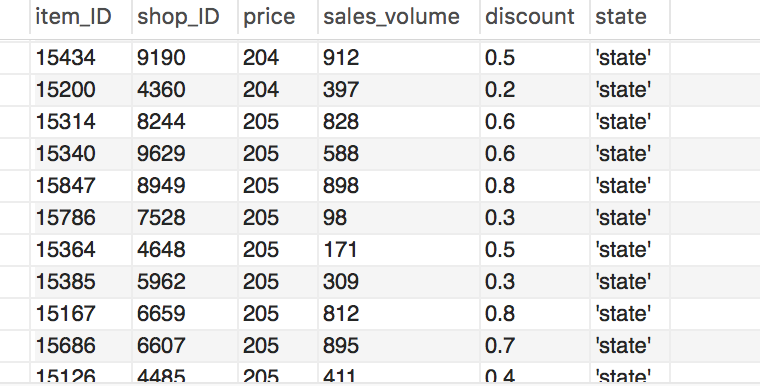 item_ID shop_ID price sales_volume discount state
15434 9190 204 912 0.5 'state'
15200 4360 204 397 0.2 'state'
15314 8244 205 828 0.6 'state'
15340 9629 205 588 0.6 'state'
15847 8949 205 898 0.8 'state'
15786 7528 205 98 0.3 'state'
15364 4648 205 171 0.5 'state'
15385 5962 205 309 0.3 'state'
15167 6659 205 812 0.8 'state'
15686 6607 205 895 0.7 'state'
15126 4485 205 411 0.4 'state'